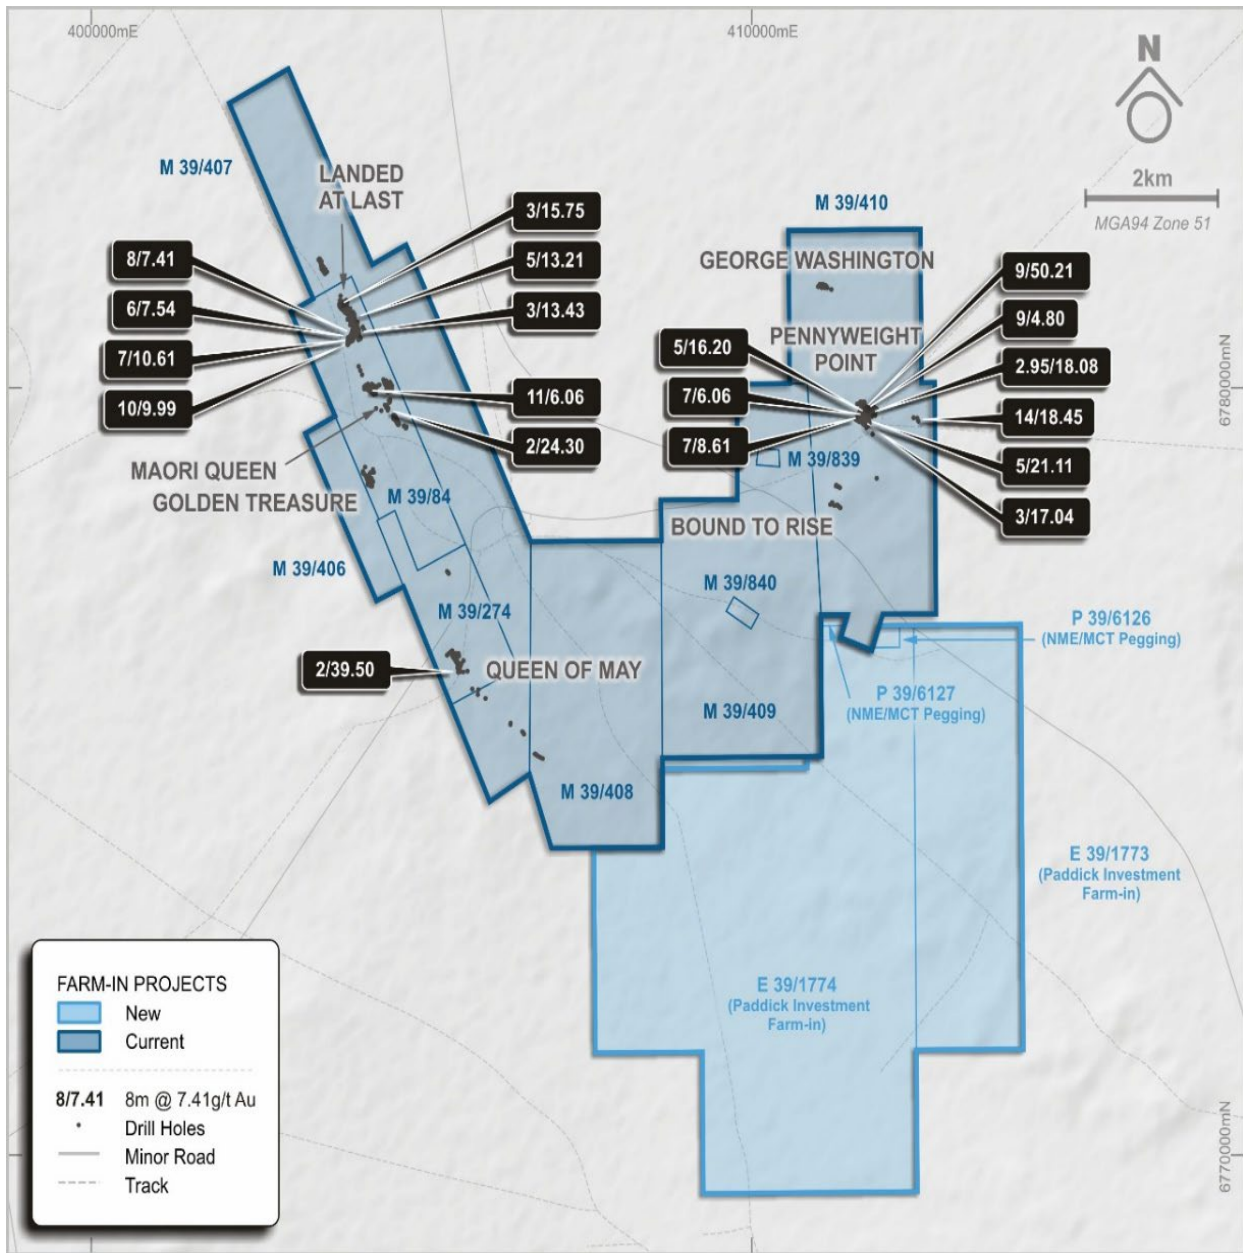 400000mE
410000mE
N
2km
MGA94 Zone 51
M 39/407
LANDED
AT LAST
3/15.75
M 39/410
8/7.41
5/13.21
GEORGE WASHINGTON
9/50.21
6/7.54
3/13.43
9/4.80
5/16.20
PENNYWEIGHT
POINT
7/10.61
2.95/18.08
6780000mN
10/9.99
11/6.06
7/6.06
14/18.45
2/24.30
7/8.61
M 39/839
5/21.11
MAORI QUEEN
GOLDEN TREASURE
M 39/84
3/17.04
BOUND TO RISE
M 39/406
M 39/840
M 39/274
P 39/6126
(NME/MCT Pegging)
2/39.50
QUEEN OF MAY
P 39/6127
(NME/MCT Pegging)
M 39/409
M 39/408
E 39/1773
(Paddick Investment
Farm-in)
E 39/1774
(Paddick Investment
Farm-in)
6770000mN
FARM-IN PROJECTS
New
Current
8/7.41 8m @ 7.41g/t Au
Drill Holes
Minor Road
Track